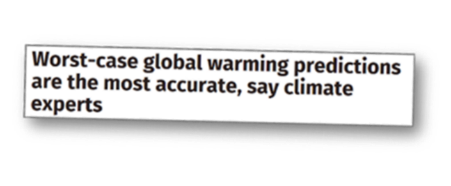 Worst-case global warming predictions
are the most accurate, say climate
experts